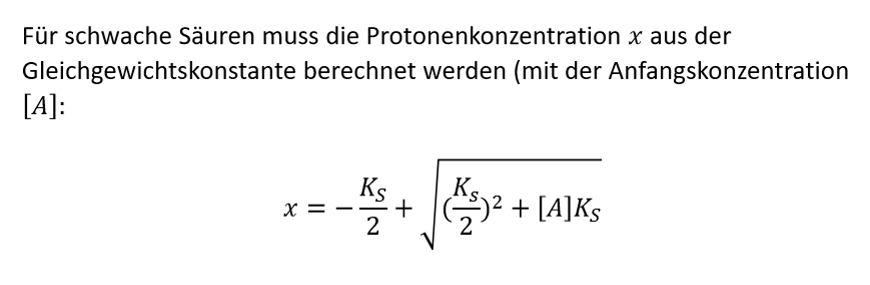 Für schwache Säuren muss die Protonenkonzentration x aus der
Gleichgewichtskonstante berechnet werden (mit der Anfangskonzentration
[A]:
x = −K_S/2 + √((K_s/2)² + [A]K_S)